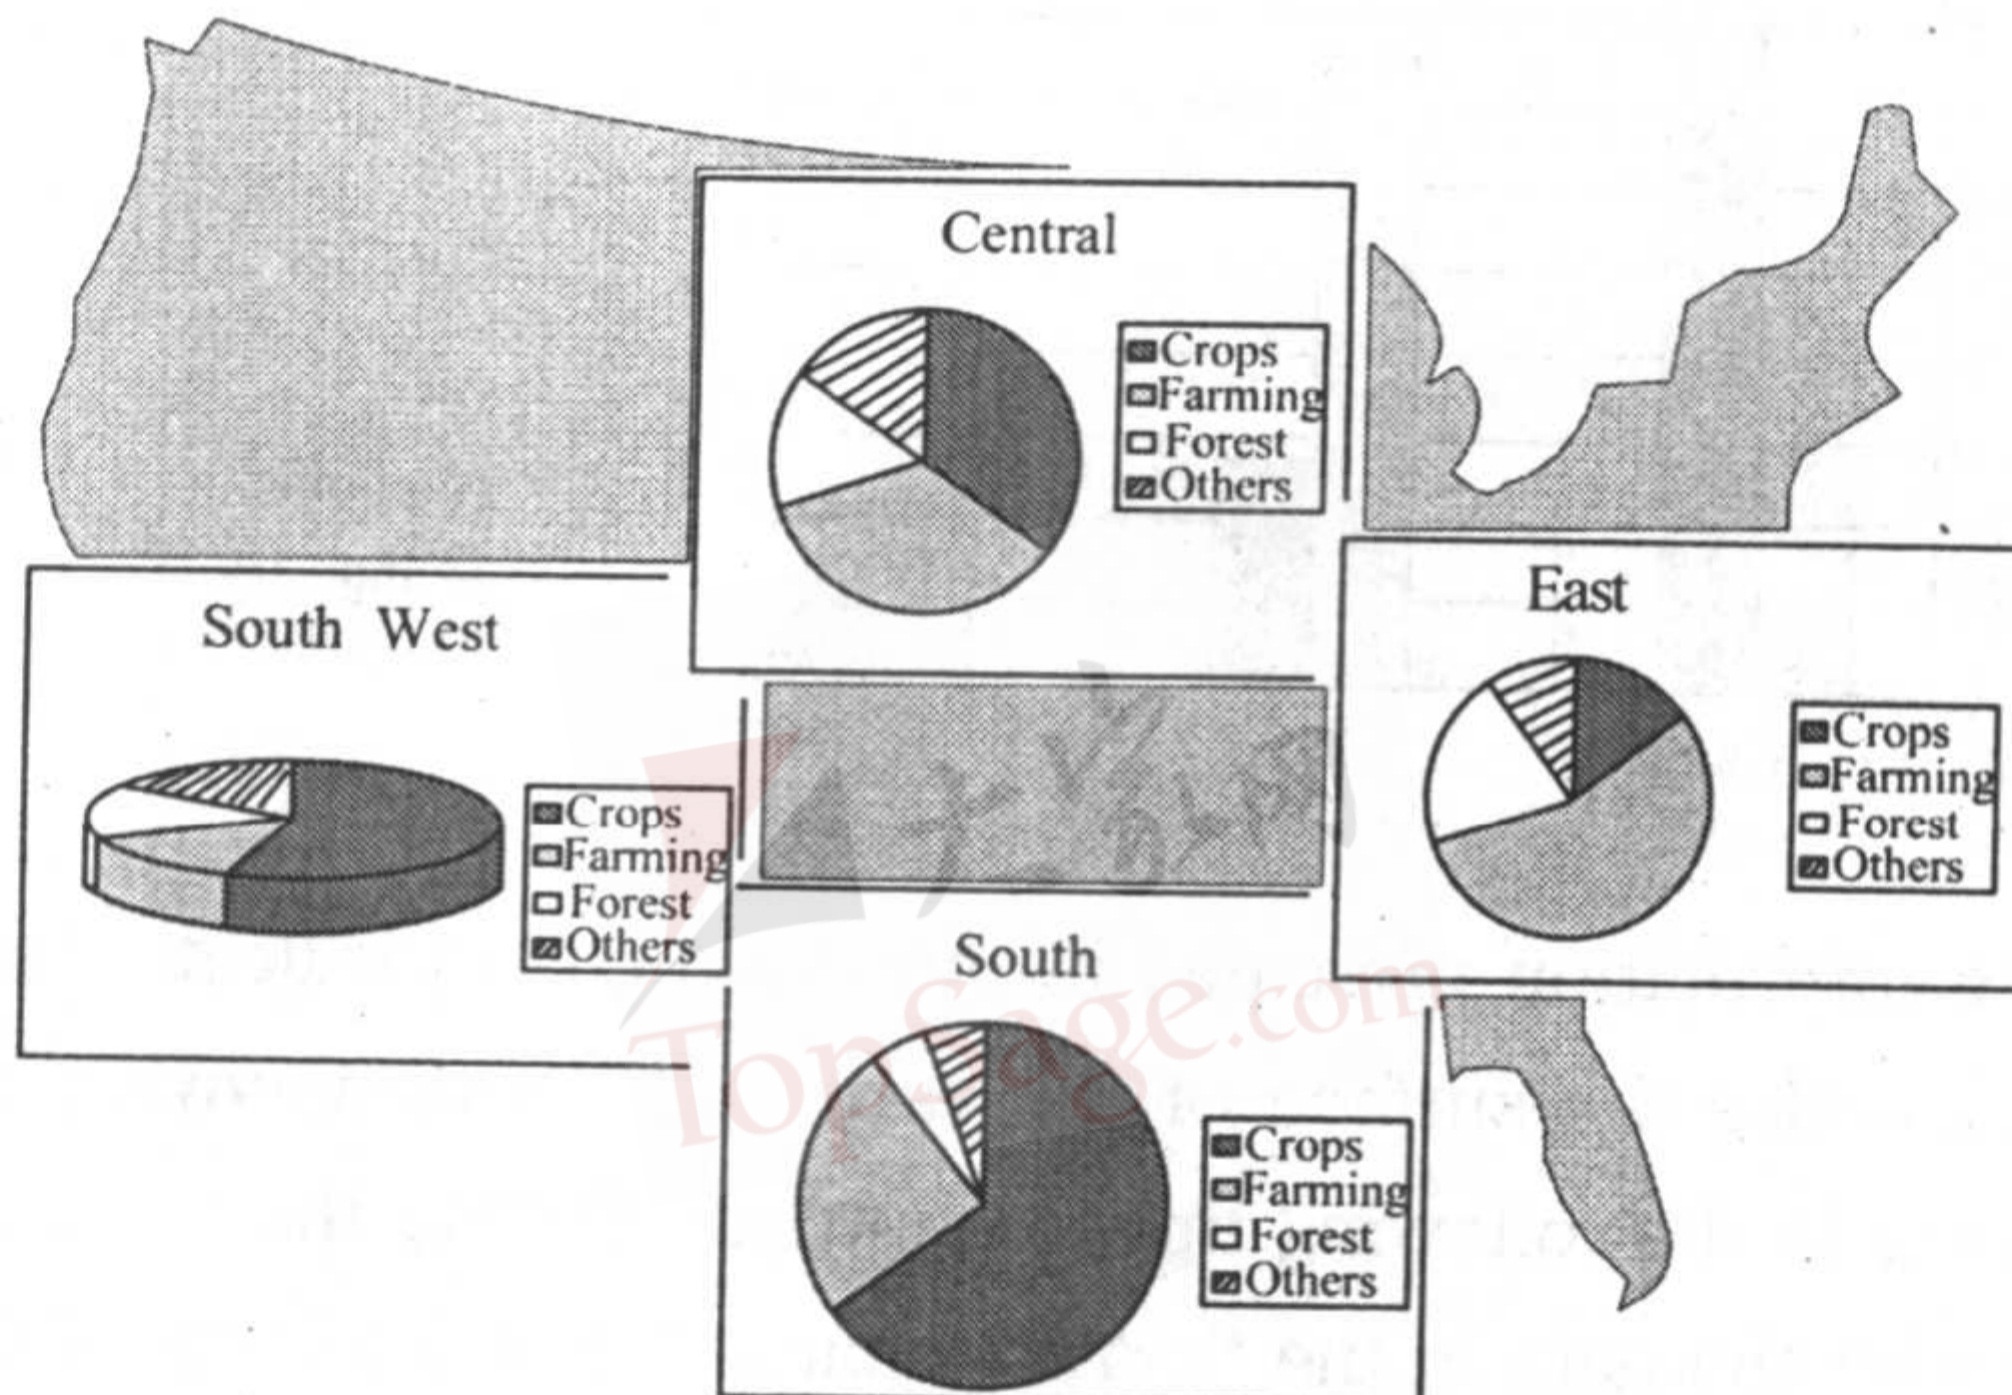 Central
Crops
Farming
Forest
Others
South West
Crops
Farming
Forest
Others
East
Crops
Farming
Forest
Others
South
Crops
Farming
Forest
Others
TopSage.com